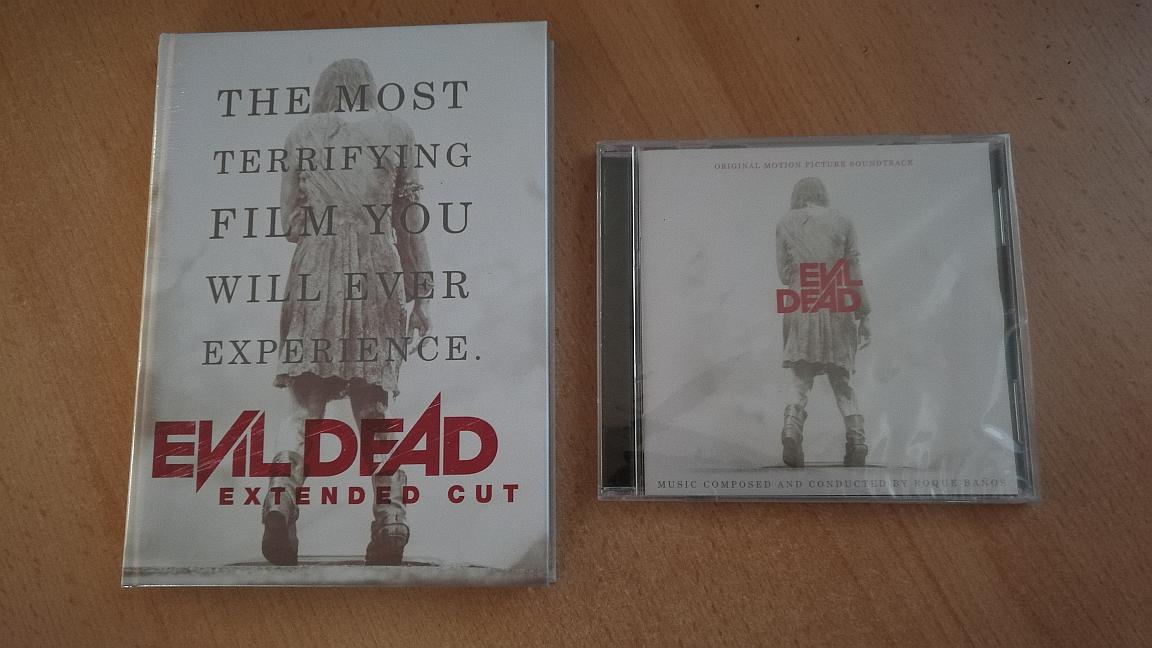 THE MOST
TERRIFYING
FILM YOU
WILL EVER
EXPERIENCE.
EVIL DEAD
EXTENDED CUT
ORIGINAL MOTION PICTURE SOUNDTRACK
EVIL
DEAD
MUSIC COMPOSED AND CONDUCTED BY ROQUE BAÑOS